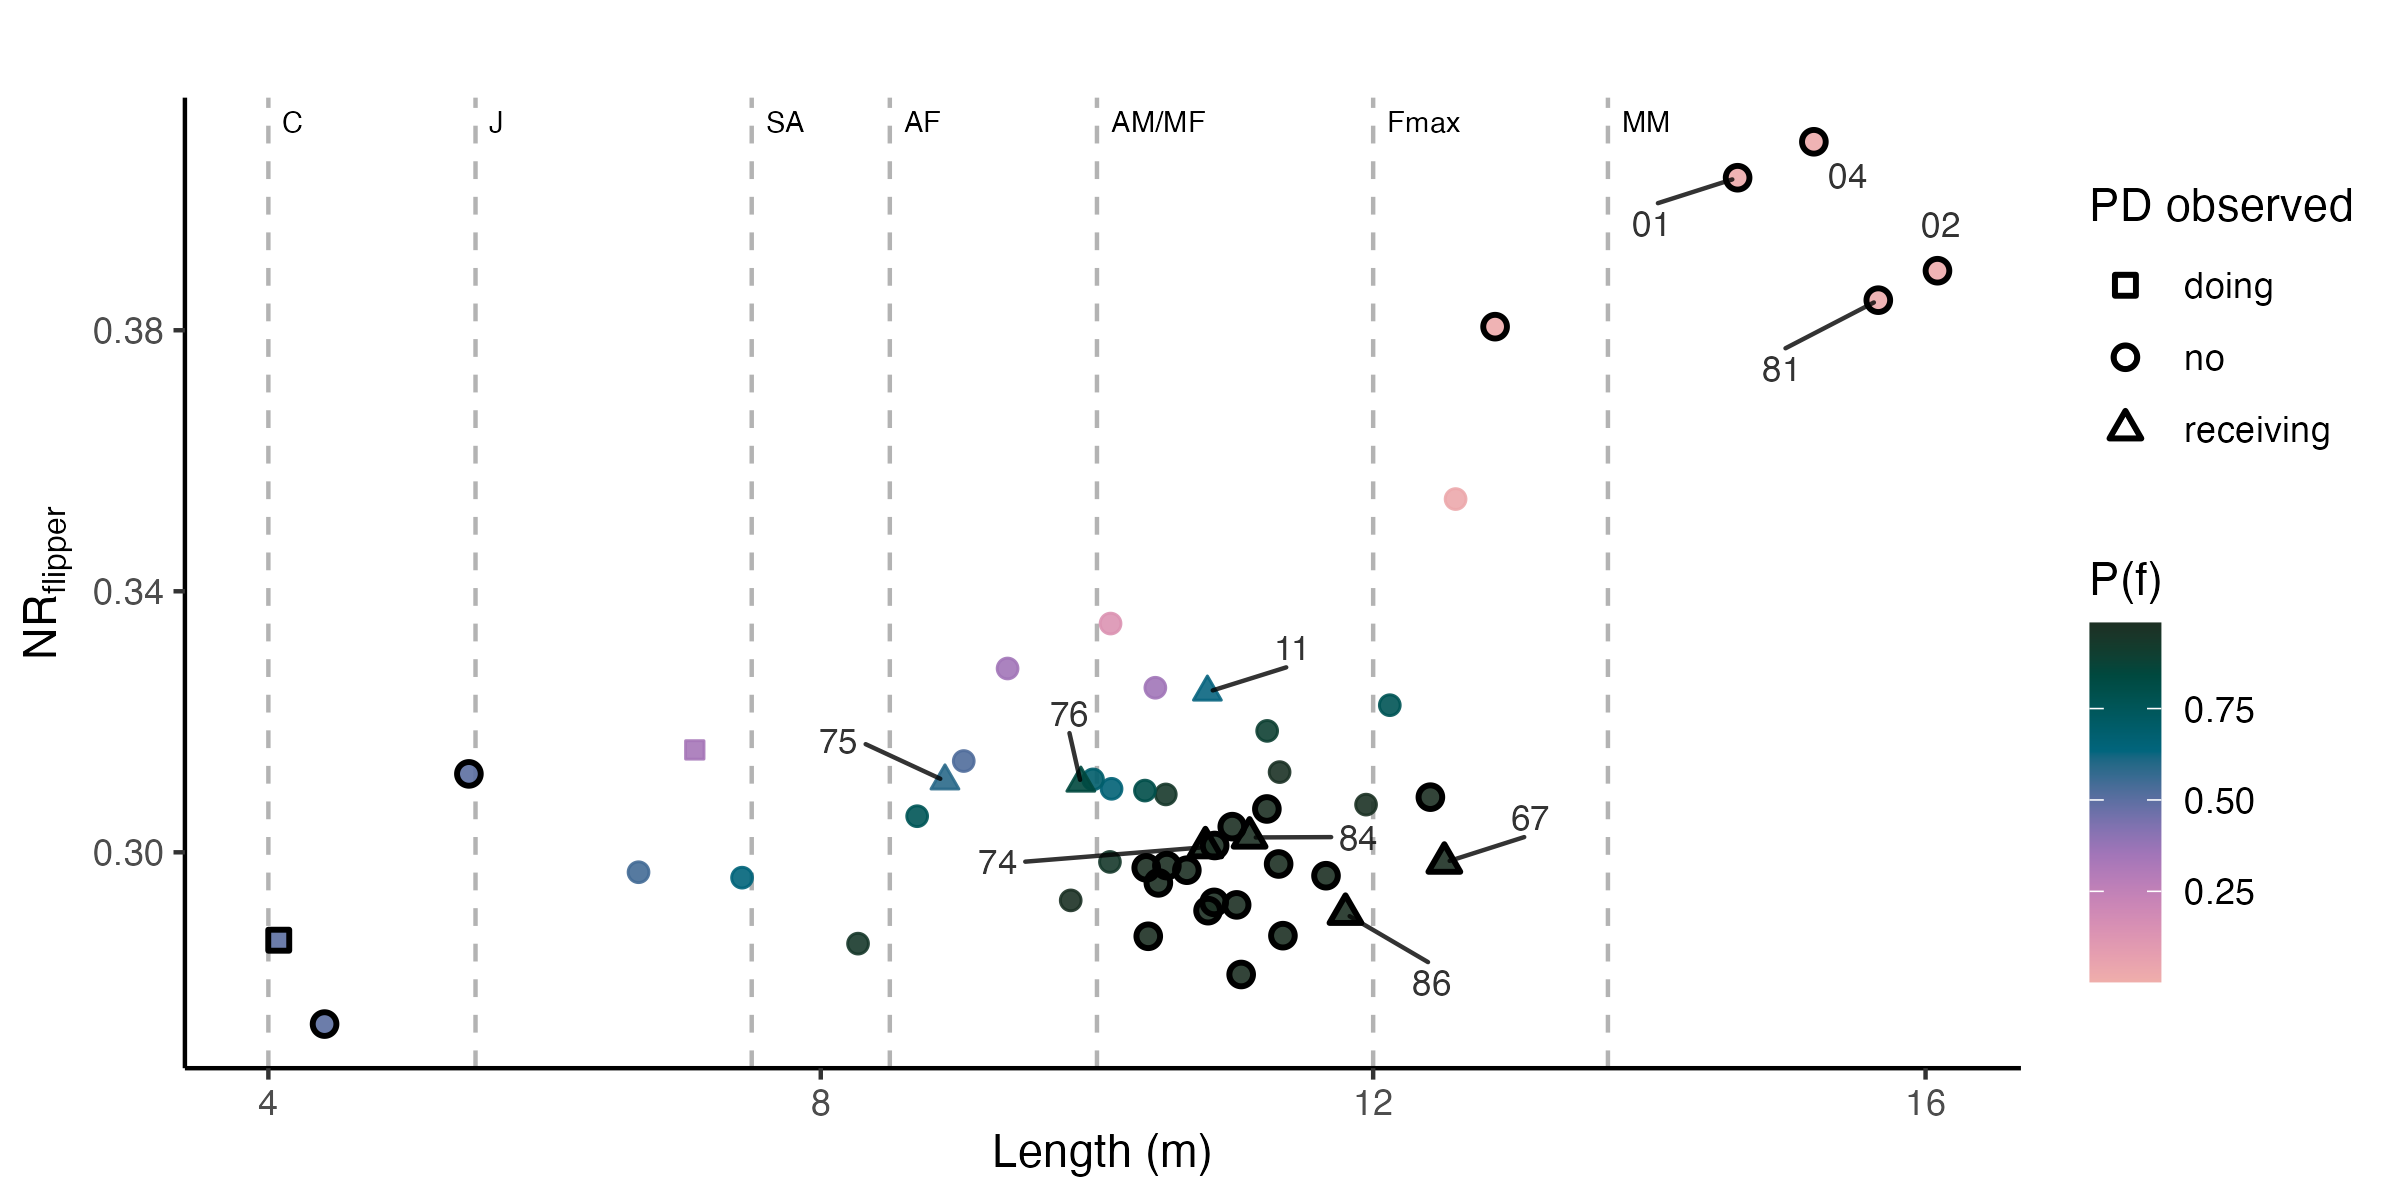 C J SA AF AM/MF Fmax MM
04
01
02
81
0.38
0.34
0.30
NRflipper
11
76
75
67
84
74
86
4 8 12 16
Length (m)
PD observed
doing
no
receiving
P(f)
0.75
0.50
0.25